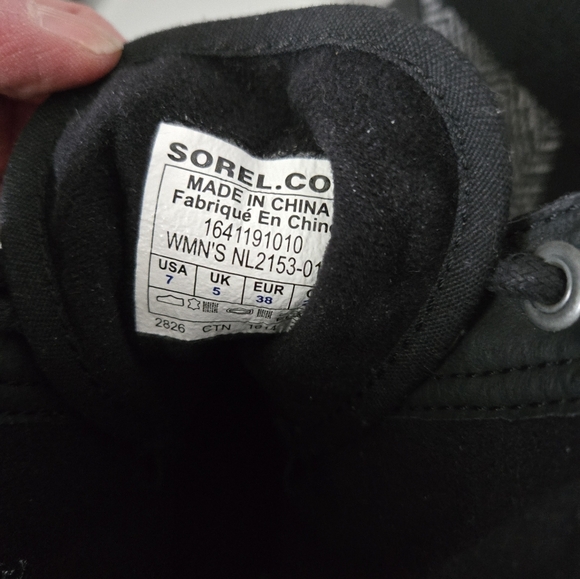 SOREL.CO
MADE IN CHINA
Fabriqué En Chin
1641191010
WMN'S NL2153-01
USA UK EUR C
7 5 38
2826 CTN